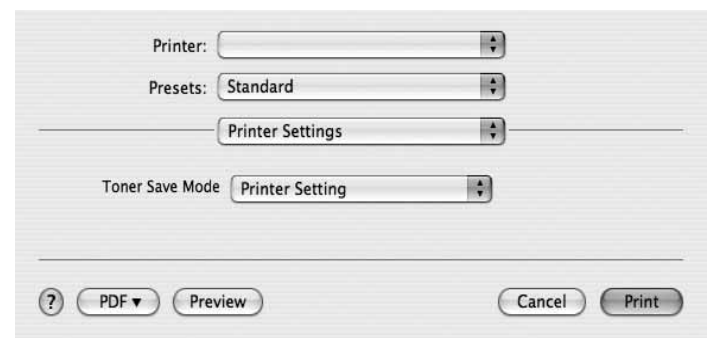 Printer:
Presets: Standard
Printer Settings
Toner Save Mode Printer Setting
? PDF ▼ Preview Cancel Print